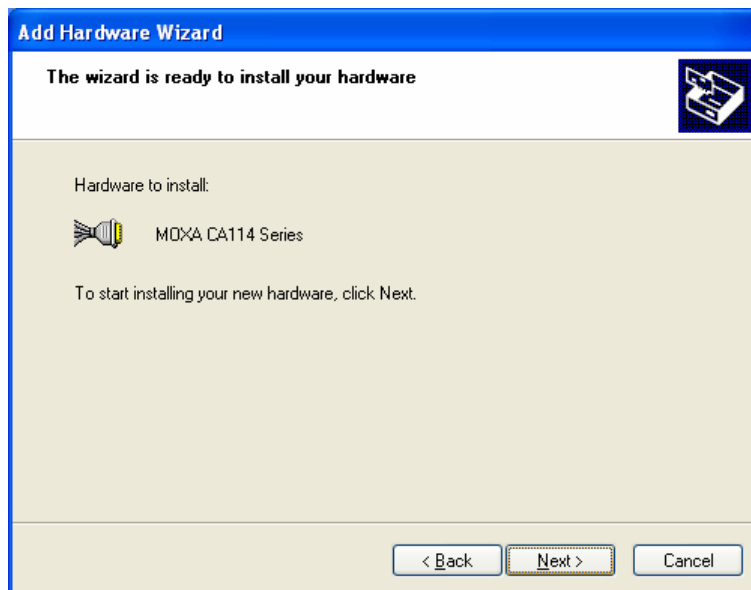 Add Hardware Wizard
The wizard is ready to install your hardware
Hardware to install:
MOXA CA114 Series
To start installing your new hardware, click Next.
< Back
Next >
Cancel